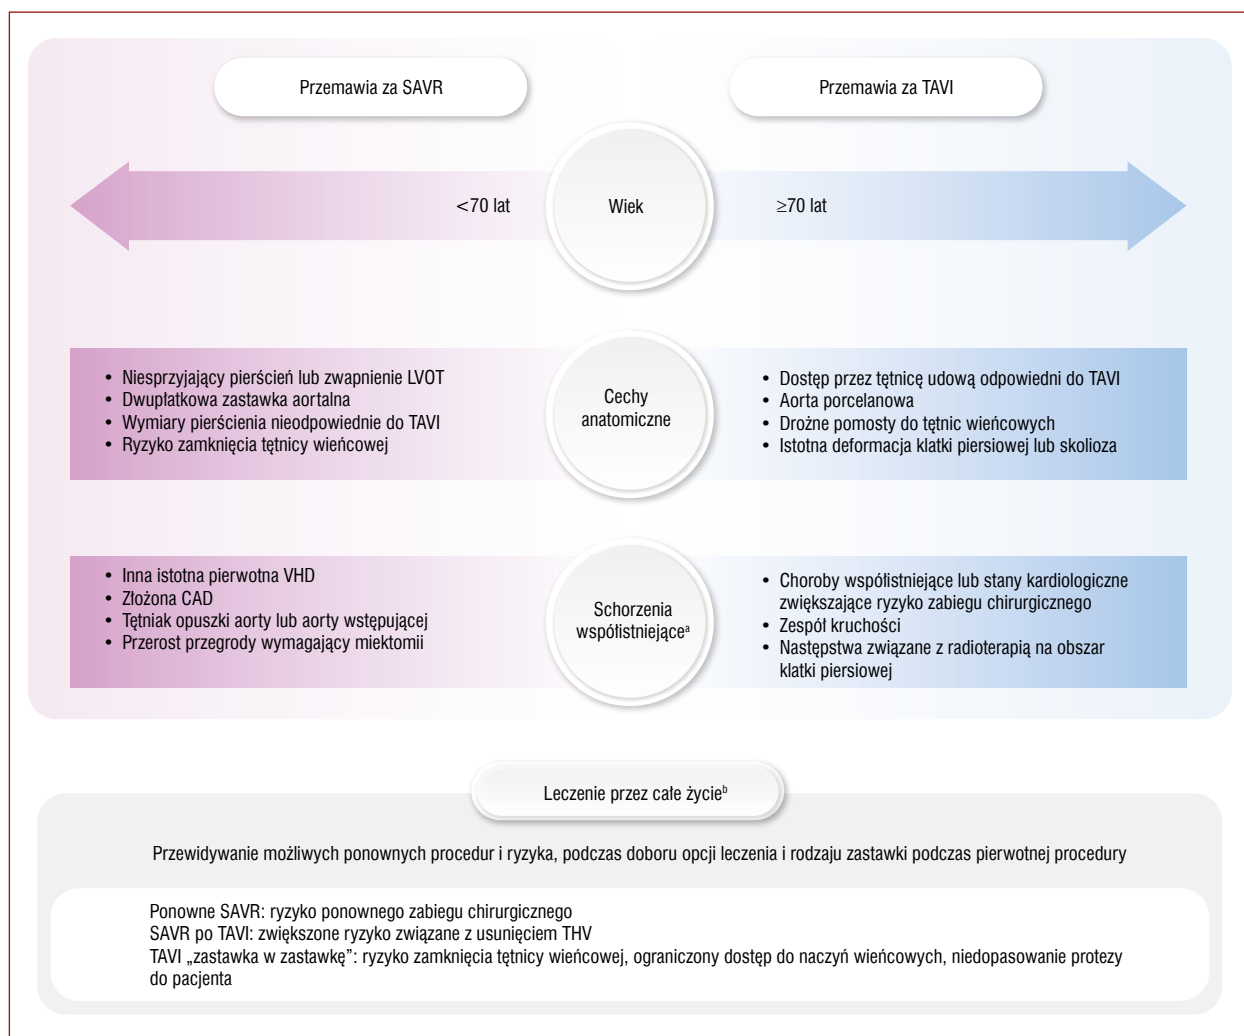 Przemawia za SAVR
Przemawia za TAVI
<70 lat
Wiek
≥70 lat
• Niesprzyjający pierścień lub zwapnienie LVOT
• Dwupłatkowa zastawka aortalna
• Wymiary pierścienia nieodpowiednie do TAVI
• Ryzyko zamknięcia tętnicy wieńcowej
Cechy
anatomiczne
• Dostęp przez tętnicę udową odpowiedni do TAVI
• Aorta porcelanowa
• Drożne pomosty do tętnic wieńcowych
• Istotna deformacja klatki piersiowej lub skolioza
• Inna istotna pierwotna VHD
• Złożona CAD
• Tętniak opuszki aorty lub aorty wstępującej
• Przerost przegrody wymagający miektomii
Schorzenia
współistniejąceᵃ
• Choroby współistniejące lub stany kardiologiczne
zwiększające ryzyko zabiegu chirurgicznego
• Zespół kruchości
• Następstwa związane z radioterapią na obszar
klatki piersiowej
Leczenie przez całe życieᵇ
Przewidywanie możliwych ponownych procedur i ryzyka, podczas doboru opcji leczenia i rodzaju zastawki podczas pierwotnej procedury
Ponowne SAVR: ryzyko ponownego zabiegu chirurgicznego
SAVR po TAVI: zwiększone ryzyko związane z usunięciem THV
TAVI „zastawka w zastawkę”: ryzyko zamknięcia tętnicy wieńcowej, ograniczony dostęp do naczyń wieńcowych, niedopasowanie protezy
do pacjenta